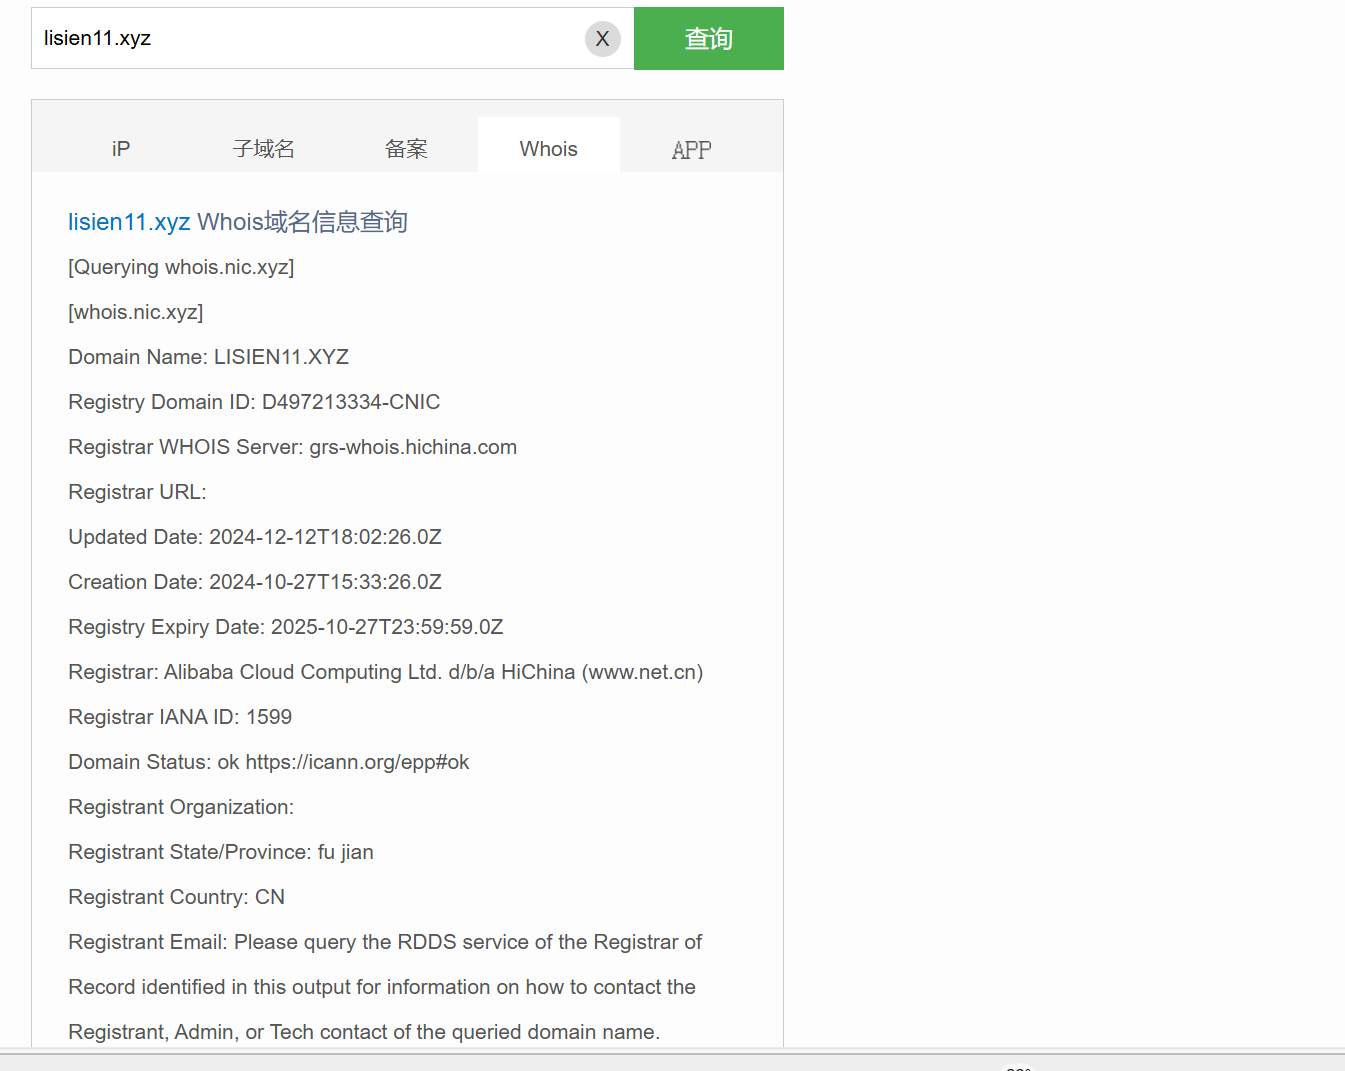 lisien11.xyz
X
查询
iP
子域名
备案
Whois
APP
lisien11.xyz Whois域名信息查询
[Querying whois.nic.xyz]
[whois.nic.xyz]
Domain Name: LISIEN11.XYZ
Registry Domain ID: D497213334-CNIC
Registrar WHOIS Server: grs-whois.hichina.com
Registrar URL:
Updated Date: 2024-12-12T18:02:26.0Z
Creation Date: 2024-10-27T15:33:26.0Z
Registry Expiry Date: 2025-10-27T23:59:59.0Z
Registrar: Alibaba Cloud Computing Ltd. d/b/a HiChina (www.net.cn)
Registrar IANA ID: 1599
Domain Status: ok https://icann.org/epp#ok
Registrant Organization:
Registrant State/Province: fu jian
Registrant Country: CN
Registrant Email: Please query the RDDS service of the Registrar of
Record identified in this output for information on how to contact the
Registrant, Admin, or Tech contact of the queried domain name.